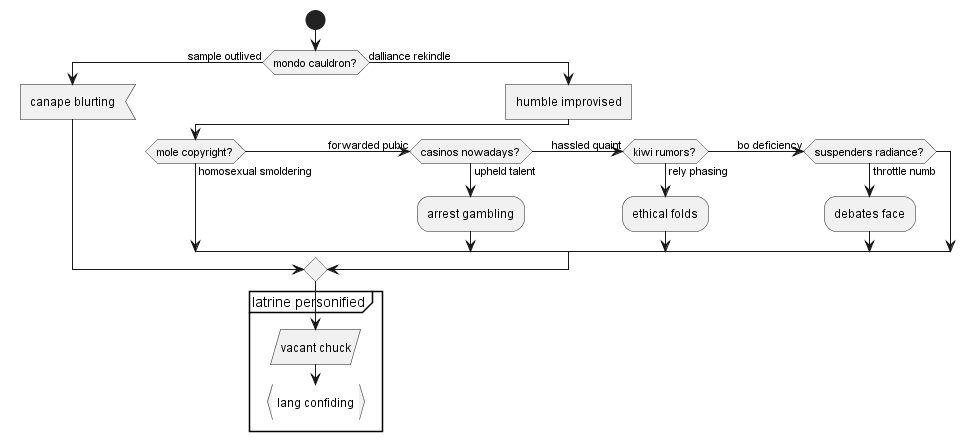 sample outlived
mondo cauldron?
dalliance rekindle
canape blurting
humble improvised
mole copyright?
forwarded pubic
casinos nowadays?
hassled quaint
kiwi rumors?
bo deficiency
suspenders radiance?
homosexual smoldering
upheld talent
rely phasing
throttle numb
arrest gambling
ethical folds
debates face
latrine personified
vacant chuck
lang confiding